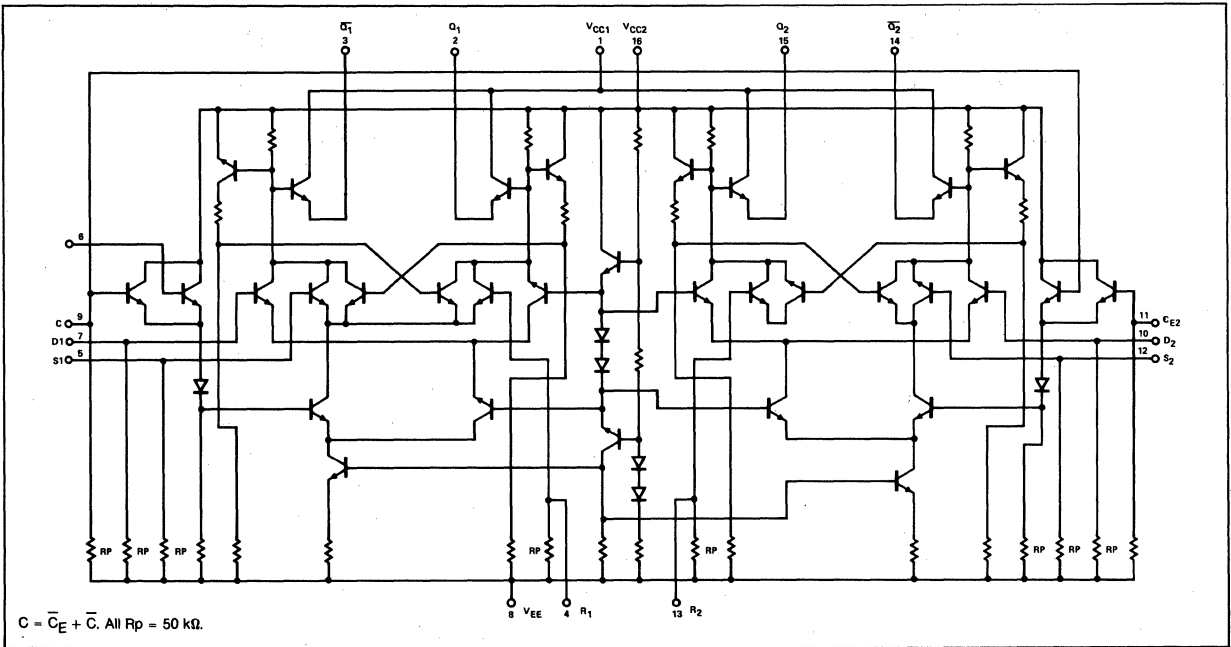 Q̅1 Q1 VCC1 VCC2 Q2 Q̅2
3 2 1 16 15 14
6
C 9
D1 7
S1 5
11 C̅E2
10 D2
12 S2
RP RP RP RP RP RP RP
8 VEE 4 R1 13 R2
C = C̅E + C̅. All Rp = 50 kΩ.